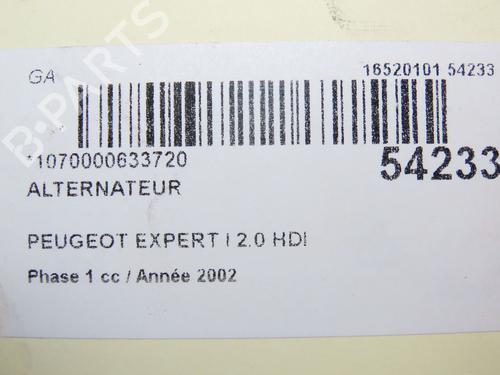 GA
16520101 54233
*1070000633720
54233
ALTERNATEUR
PEUGEOT EXPERT I 2.0 HDI
Phase 1 cc / Année 2002
B-PARTS